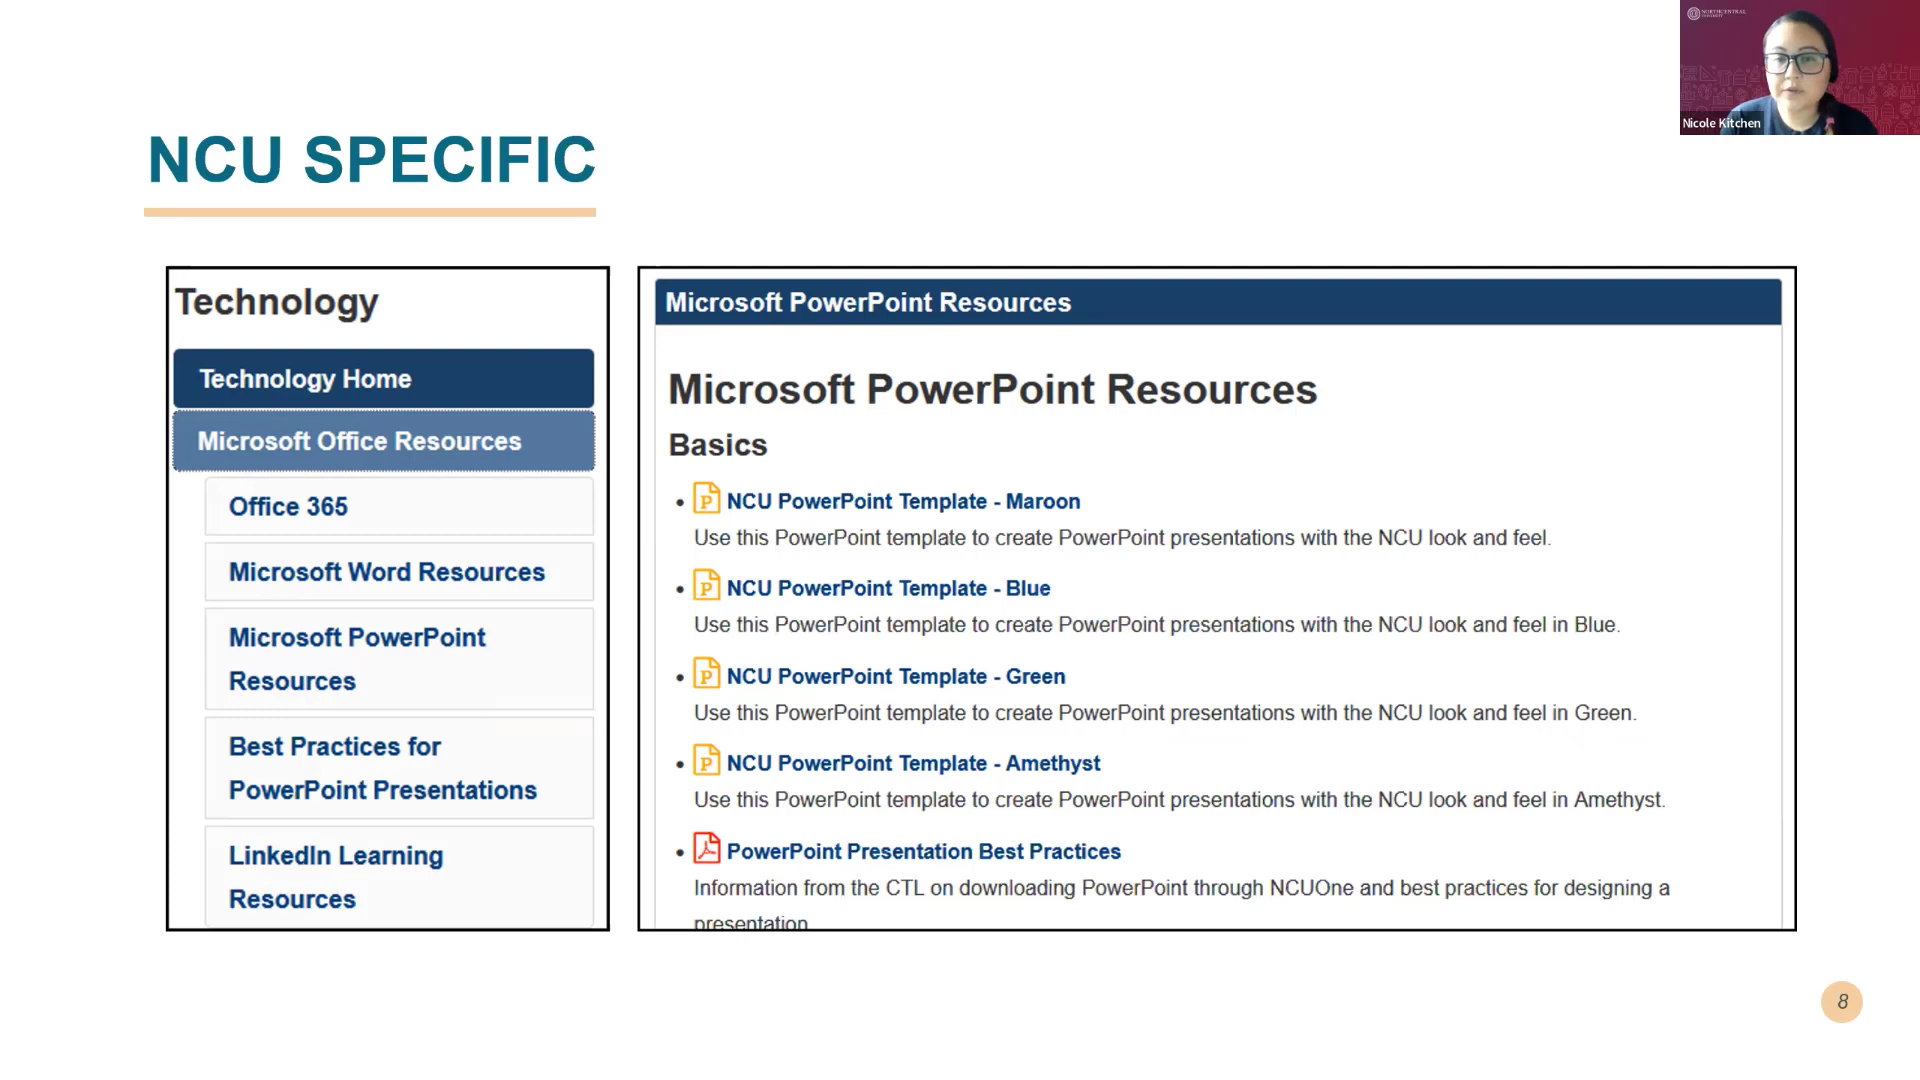 NORTHCENTRAL
UNIVERSITY
Nicole Kitchen
NCU SPECIFIC
Technology
Technology Home
Microsoft Office Resources
Office 365
Microsoft Word Resources
Microsoft PowerPoint
Resources
Best Practices for
PowerPoint Presentations
LinkedIn Learning
Resources
Microsoft PowerPoint Resources
Microsoft PowerPoint Resources
Basics
NCU PowerPoint Template - Maroon
Use this PowerPoint template to create PowerPoint presentations with the NCU look and feel.
NCU PowerPoint Template - Blue
Use this PowerPoint template to create PowerPoint presentations with the NCU look and feel in Blue.
NCU PowerPoint Template - Green
Use this PowerPoint template to create PowerPoint presentations with the NCU look and feel in Green.
NCU PowerPoint Template - Amethyst
Use this PowerPoint template to create PowerPoint presentations with the NCU look and feel in Amethyst.
PowerPoint Presentation Best Practices
Information from the CTL on downloading PowerPoint through NCUOne and best practices for designing a
presentation
8